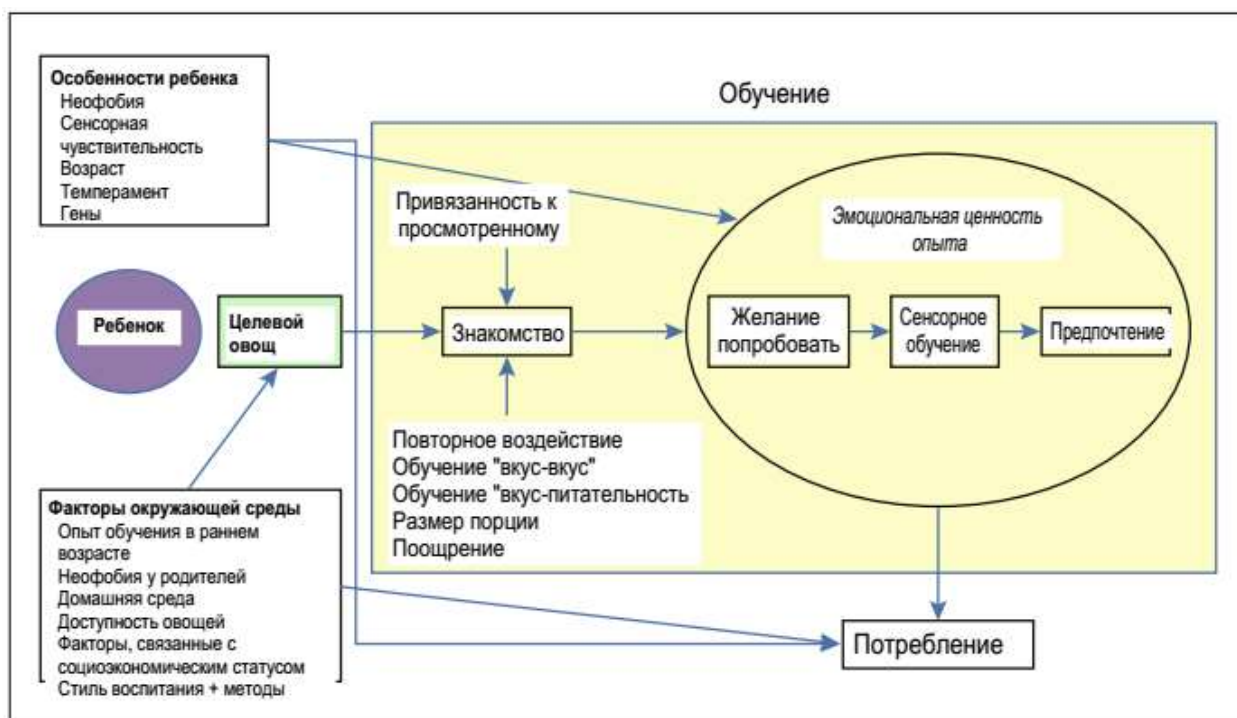 Особенности ребенка
Неофобия
Сенсорная
чувствительность
Возраст
Темперамент
Гены
Обучение
Привязанность к
просмотренному
Эмоциональная ценность
опыта
Ребенок
Целевой
овощ
Знакомство
Желание
попробовать
Сенсорное
обучение
Предпочтение
Повторное воздействие
Обучение "вкус-вкус"
Обучение "вкус-питательность
Размер порции
Поощрение
Факторы окружающей среды
Опыт обучения в раннем
возрасте
Неофобия у родителей
Домашняя среда
Доступность овощей
Факторы, связанные с
социоэкономическим статусом
Стиль воспитания + методы
Потребление